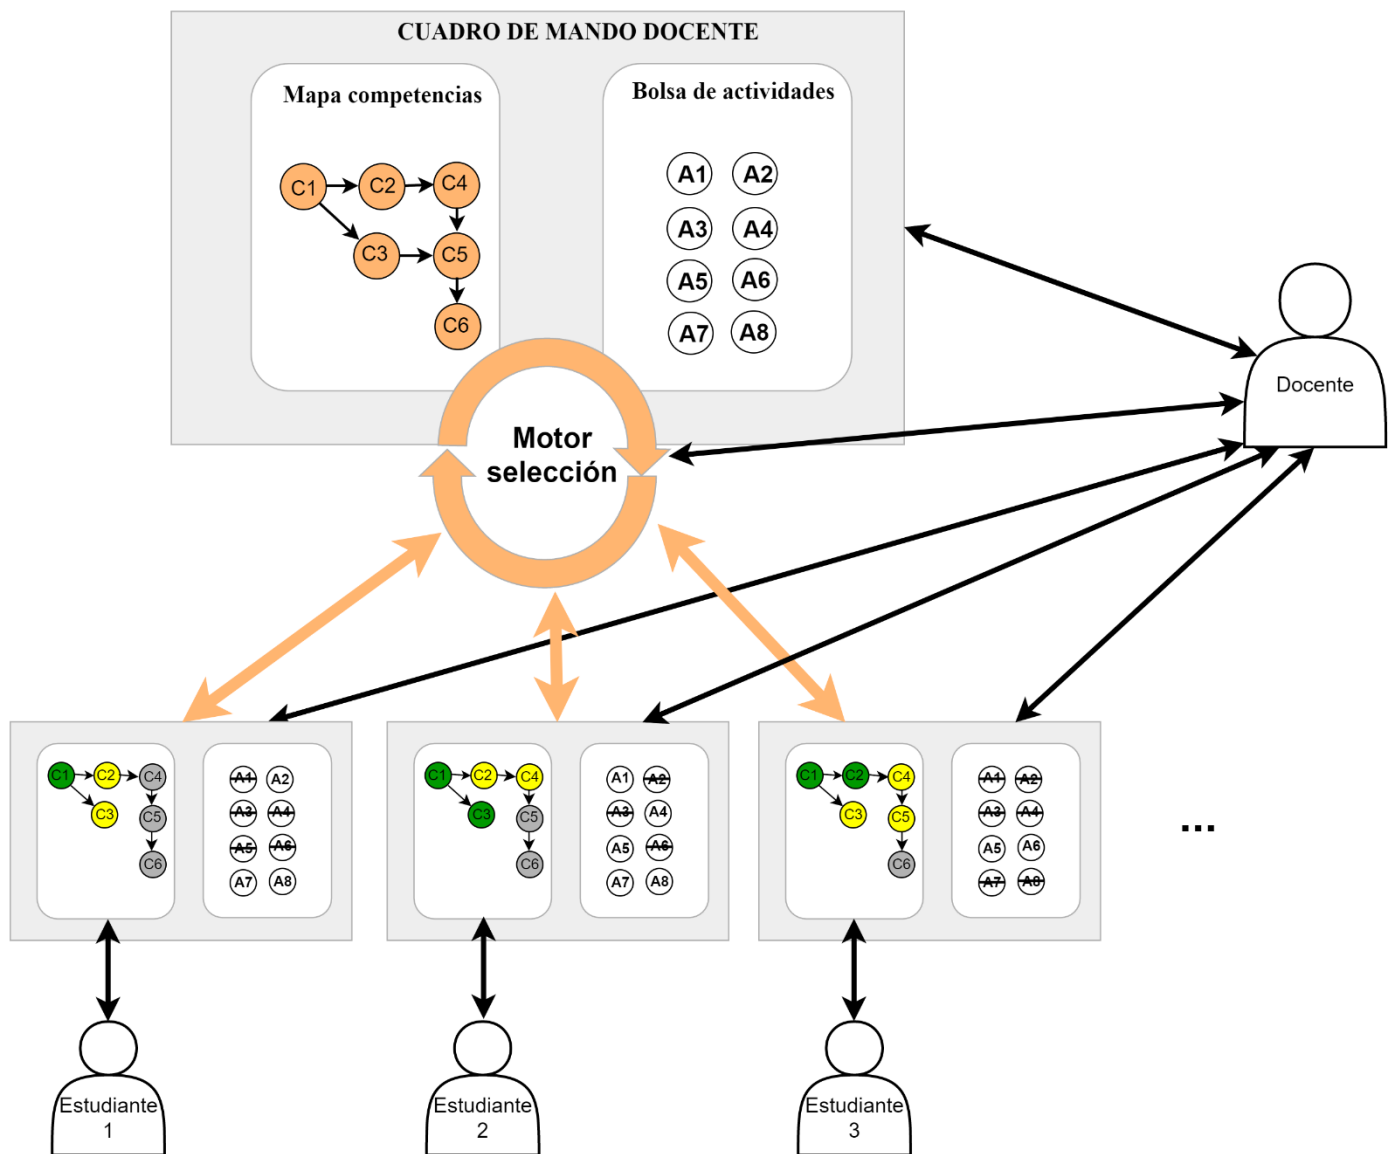 CUADRO DE MANDO DOCENTE
Mapa competencias
C1 C2 C4
C3 C5
C6
Bolsa de actividades
A1 A2
A3 A4
A5 A6
A7 A8
Docente
Motor
selección
C1 C2 C4
C3 C5
C6
A1 A2
A3 A4
A5 A6
A7 A8
C1 C2 C4
C3 C5
C6
A1 A2
A3 A4
A5 A6
A7 A8
C1 C2 C4
C3 C5
C6
A1 A2
A3 A4
A5 A6
A7 A8
...
Estudiante
1
Estudiante
2
Estudiante
3